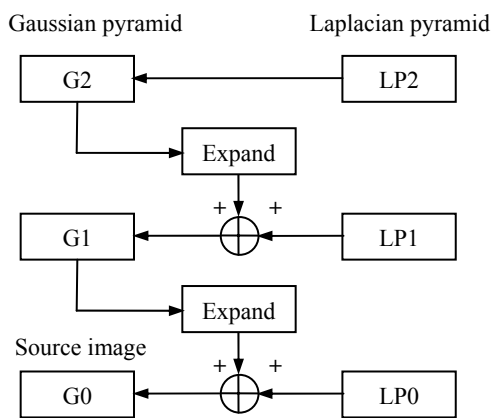 Gaussian pyramid Laplacian pyramid
G2 LP2
Expand
+ +
G1 LP1
Expand
Source image
+ +
G0 LP0